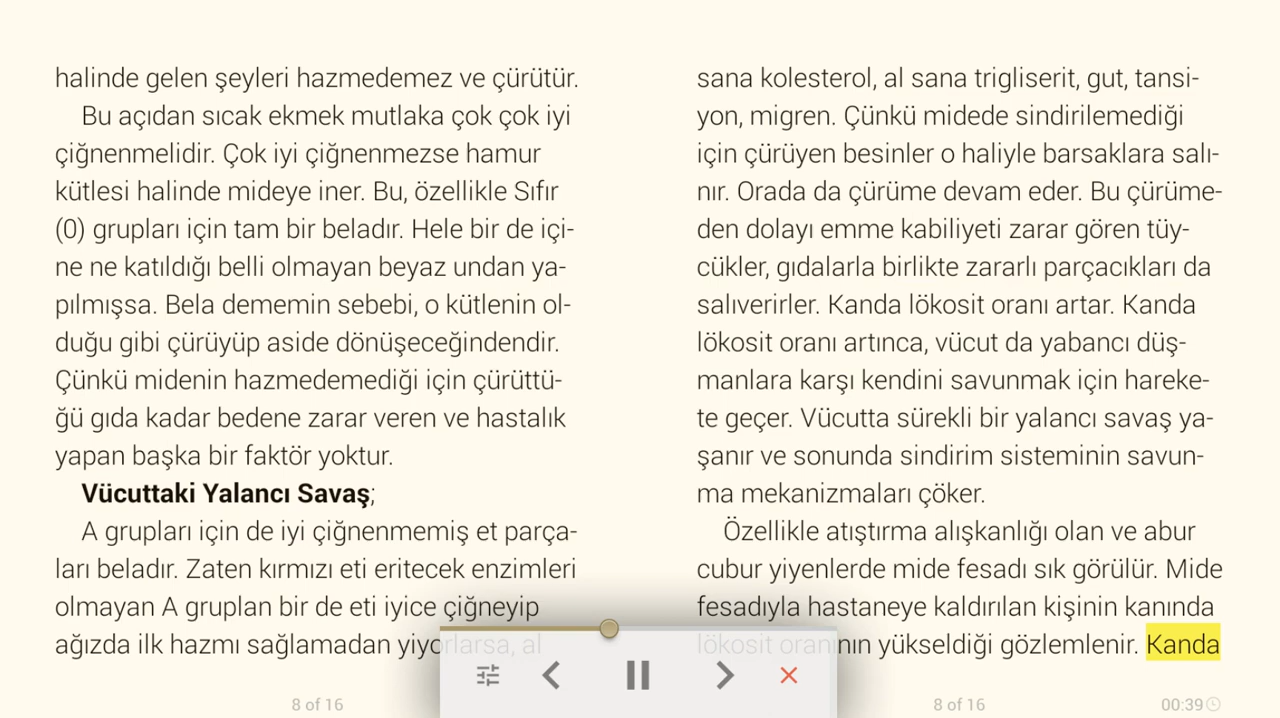 halinde gelen şeyleri hazmedemez ve çürütür.
Bu açıdan sıcak ekmek mutlaka çok çok iyi
çiğnenmelidir. Çok iyi çiğnenmezse hamur
kütlesi halinde mideye iner. Bu, özellikle Sıfır
(0) grupları için tam bir beladır. Hele bir de içi-
ne ne katıldığı belli olmayan beyaz undan ya-
pılmışsa. Bela dememin sebebi, o kütlenin ol-
duğu gibi çürüyüp aside dönüşeceğindendir.
Çünkü midenin hazmedemediği için çürüttü-
ğü gıda kadar bedene zarar veren ve hastalık
yapan başka bir faktör yoktur.
Vücuttaki Yalancı Savaş;
A grupları için de iyi çiğnenmemiş et parça-
ları beladır. Zaten kırmızı eti eritecek enzimleri
olmayan A gruplan bir de eti iyice çiğneyip
ağızda ilk hazmı sağlamadan yiyorlarsa, al
8 of 16
sana kolesterol, al sana trigliserit, gut, tansi-
yon, migren. Çünkü midede sindirilemediği
için çürüyen besinler o haliyle barsaklara salı-
nır. Orada da çürüme devam eder. Bu çürüme-
den dolayı emme kabiliyeti zarar gören tüy-
cükler, gıdalarla birlikte zararlı parçacıkları da
salıverirler. Kanda lökosit oranı artar. Kanda
lökosit oranı artınca, vücut da yabancı düş-
manlara karşı kendini savunmak için hareke-
te geçer. Vücutta sürekli bir yalancı savaş ya-
şanır ve sonunda sindirim sisteminin savun-
ma mekanizmaları çöker.
Özellikle atıştırma alışkanlığı olan ve abur
cubur yiyenlerde mide fesadı sık görülür. Mide
fesadıyla hastaneye kaldırılan kişinin kanında
lökosit oranının yükseldiği gözlemlenir. Kanda
8 of 16
00:39